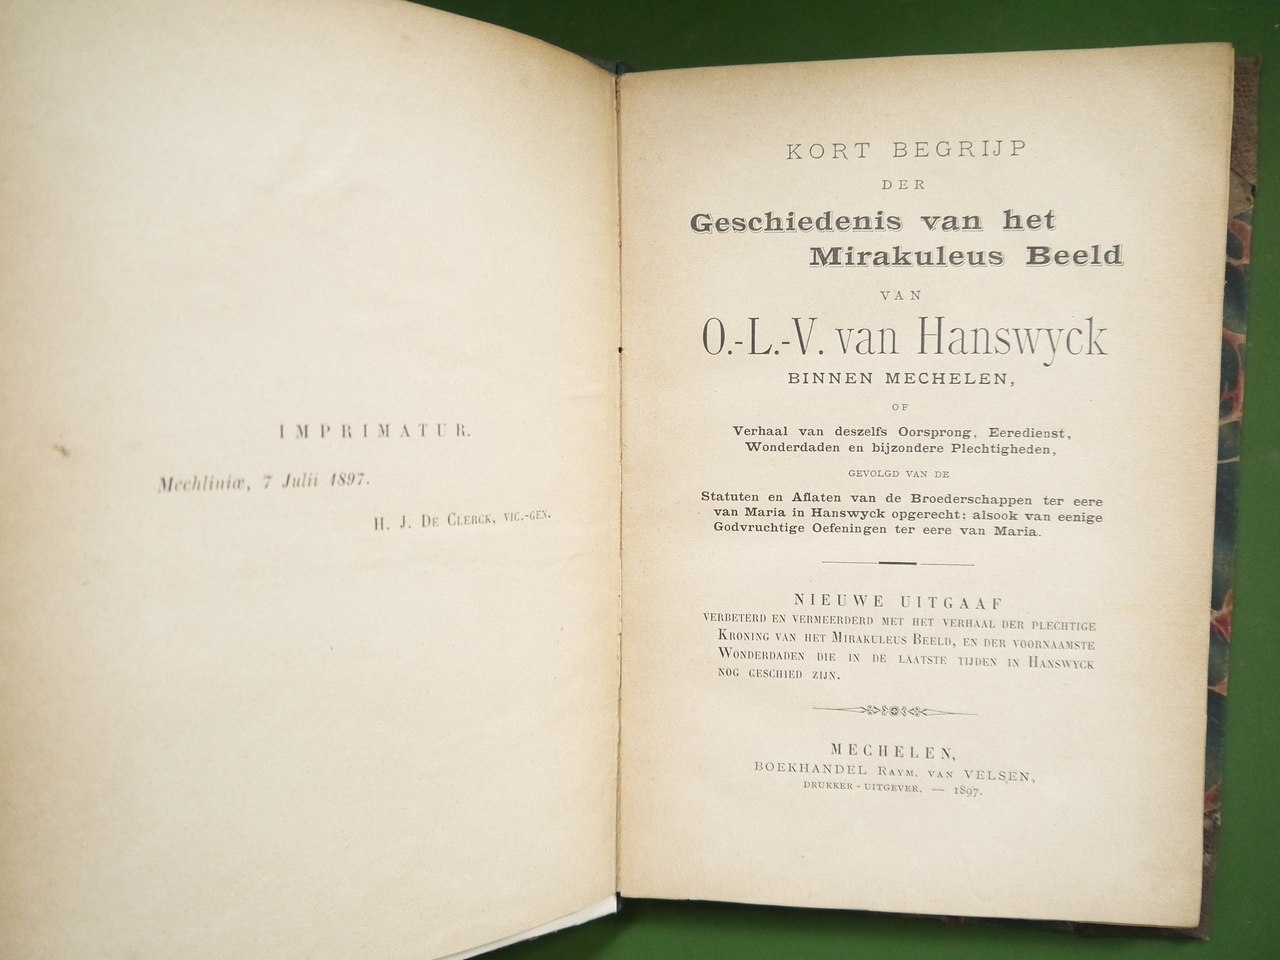 IMPRIMATUR.
Mechliniæ, 7 Julii 1897.
H. J. De Clerck, vic.-gen.
KORT BEGRIJP
DER
Geschiedenis van het
Mirakuleus Beeld
VAN
O.-L.-V. van Hanswyck
BINNEN MECHELEN,
OF
Verhaal van deszelfs Oorsprong, Eeredienst,
Wonderdaden en bijzondere Plechtigheden,
GEVOLGD VAN DE
Statuten en Aflaten van de Broederschappen ter eere
van Maria in Hanswyck opgerecht: alsook van eenige
Godvruchtige Oefeningen ter eere van Maria.
NIEUWE UITGAAF
VERBETERD EN VERMEERDERD MET HET VERHAAL DER PLECHTIGE
Kroning van het Mirakuleus Beeld, en der voornaamste
Wonderdaden die in de laatste tijden in Hanswyck
nog geschied zijn.
MECHELEN,
BOEKHANDEL Raym. van VELSEN,
DRUKKER-UITGEVER. — 1897.